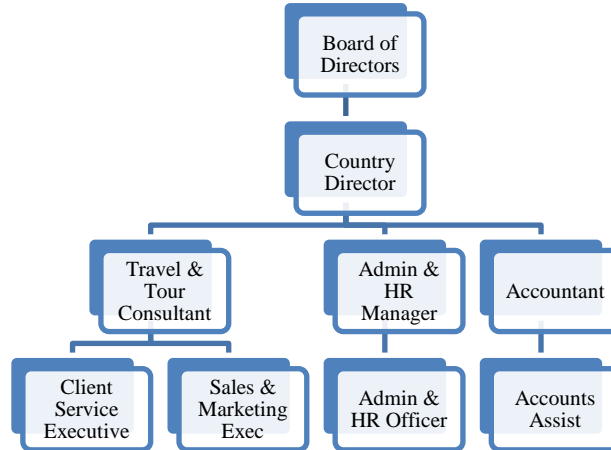 Board of
Directors
Country
Director
Travel &
Tour
Consultant
Admin &
HR
Manager
Accountant
Client
Service
Executive
Sales &
Marketing
Exec
Admin &
HR Officer
Accounts
Assist